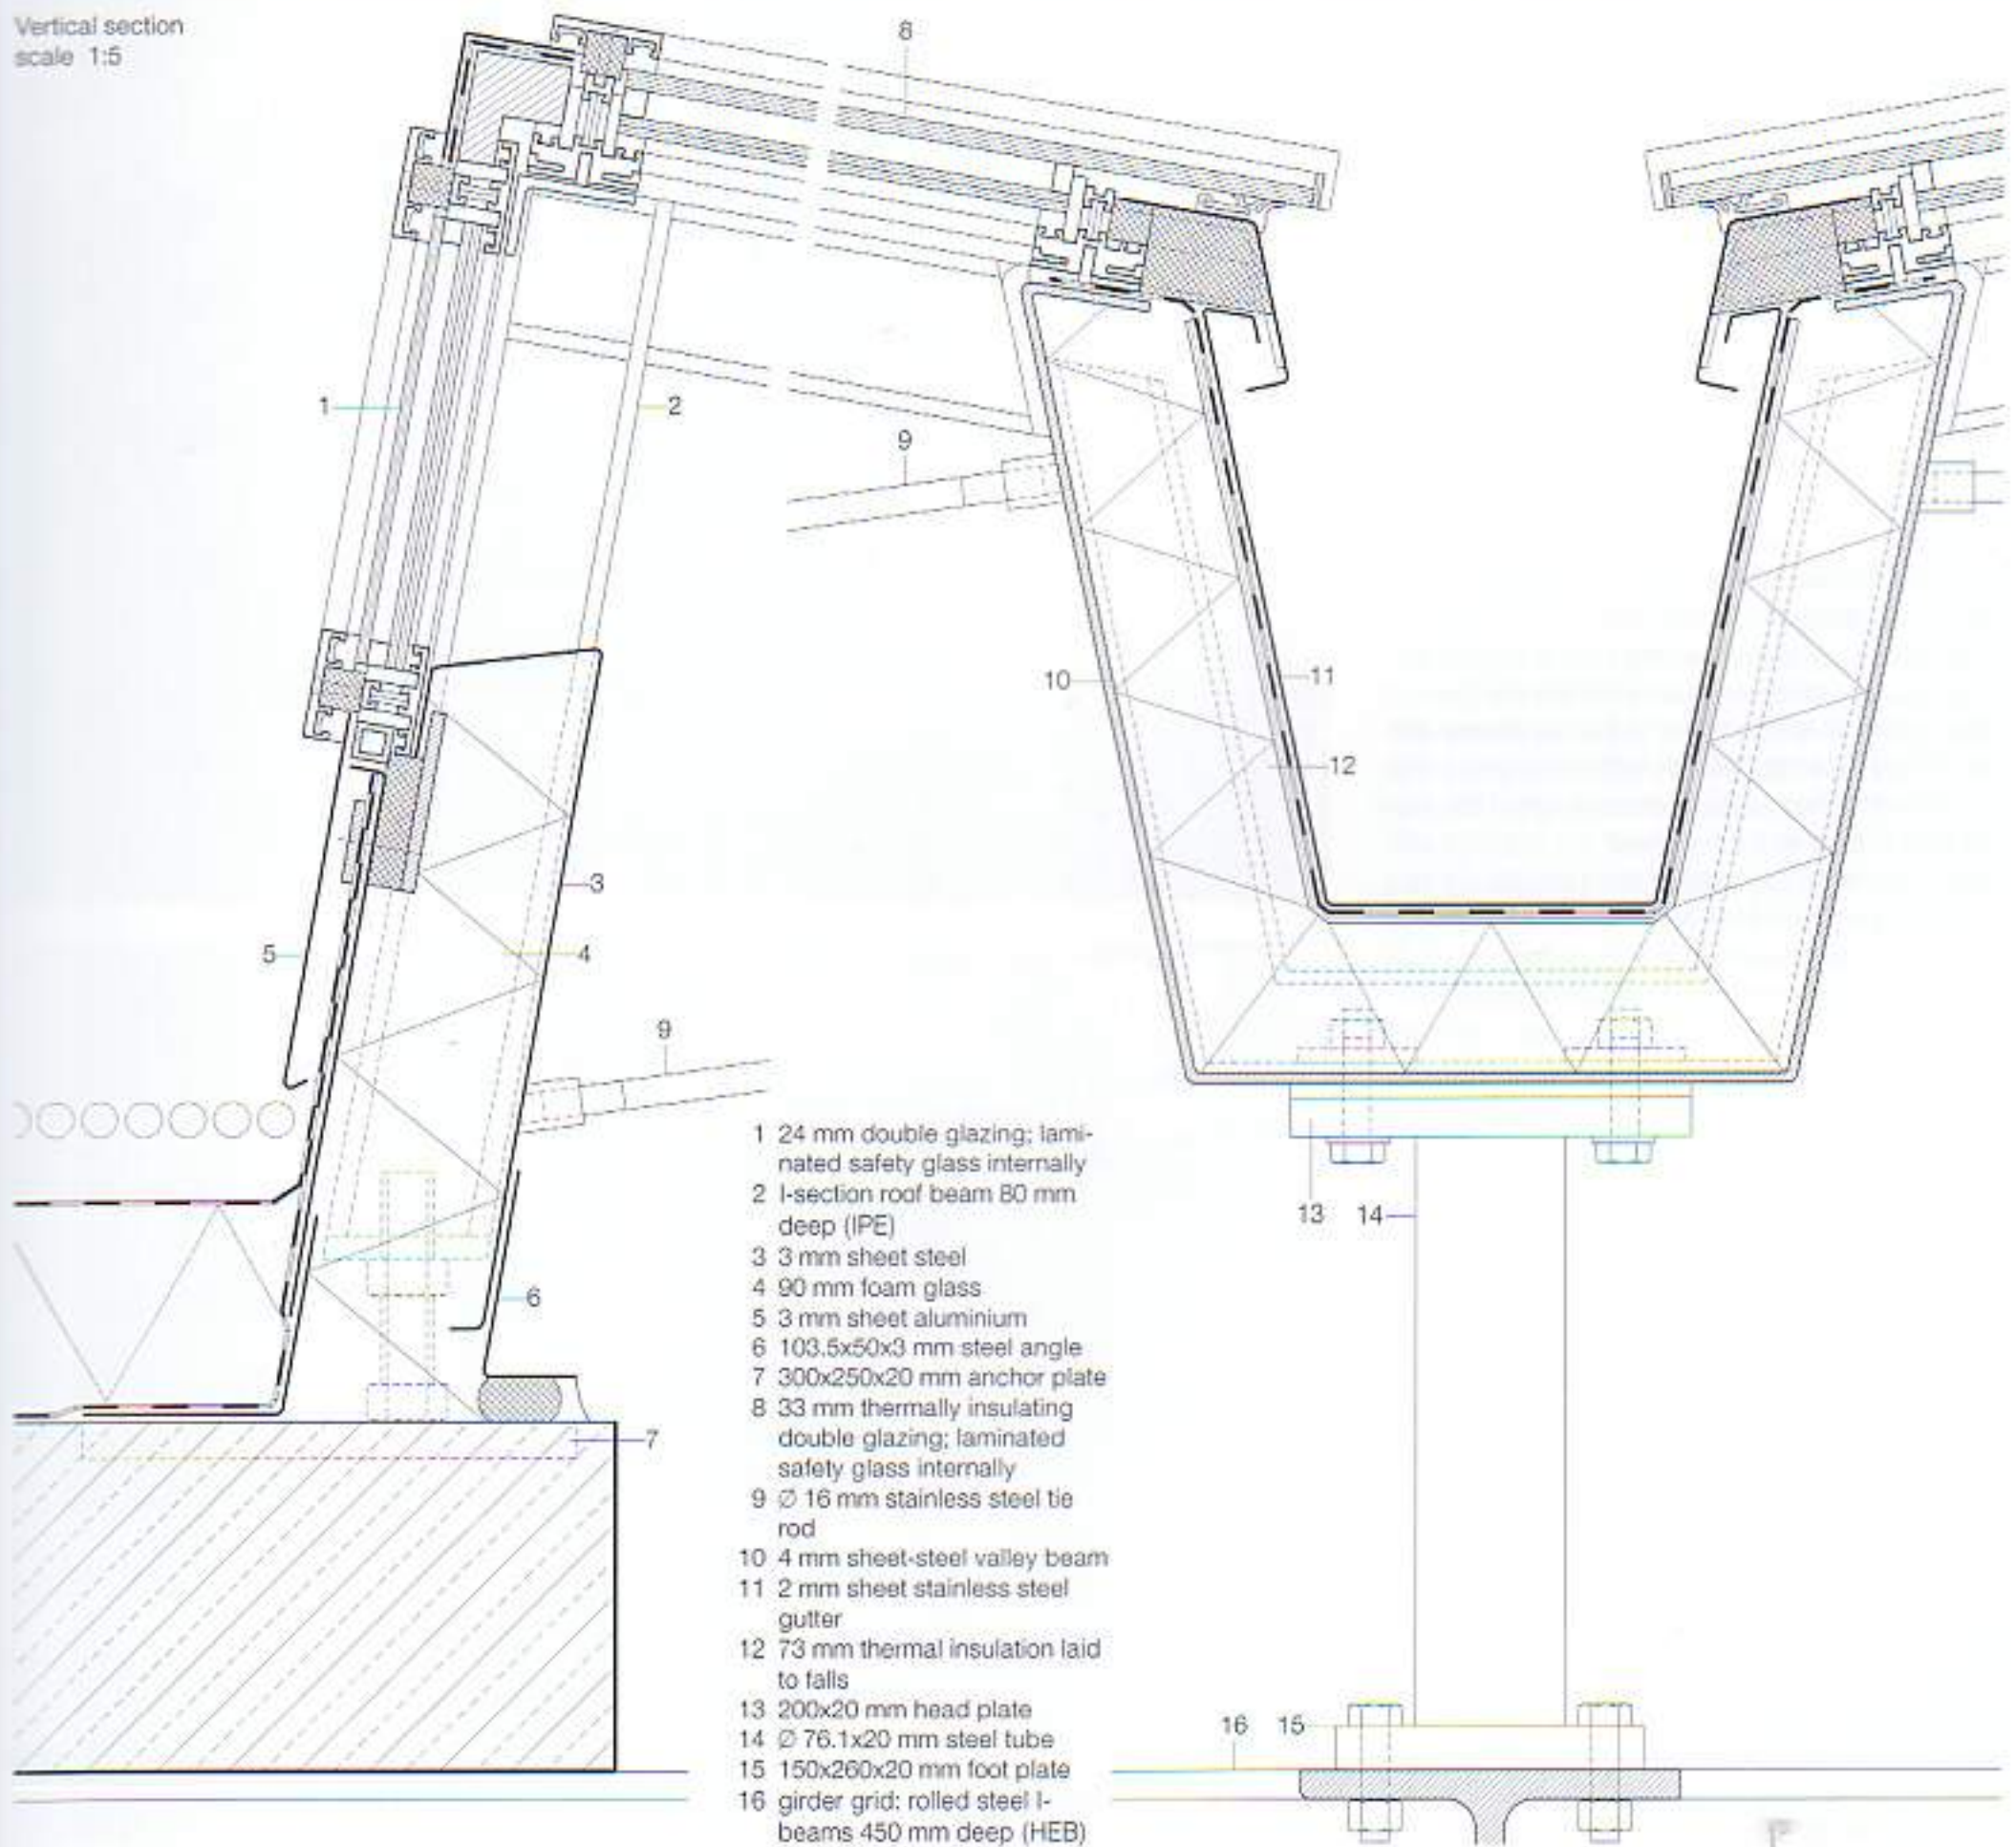 Vertical section
scale 1:5
8
1
2
9
10
11
12
3
5
4
9
6
7
13 14
16 15
1 24 mm double glazing; lami-
nated safety glass internally
2 I-section roof beam 80 mm
deep (IPE)
3 3 mm sheet steel
4 90 mm foam glass
5 3 mm sheet aluminium
6 103.5x50x3 mm steel angle
7 300x250x20 mm anchor plate
8 33 mm thermally insulating
double glazing; laminated
safety glass internally
9 ∅ 16 mm stainless steel tie
rod
10 4 mm sheet-steel valley beam
11 2 mm sheet stainless steel
gutter
12 73 mm thermal insulation laid
to falls
13 200x20 mm head plate
14 ∅ 76.1x20 mm steel tube
15 150x260x20 mm foot plate
16 girder grid: rolled steel I-
beams 450 mm deep (HEB)